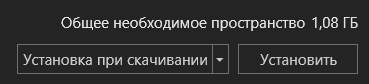 Общее необходимое пространство 1,08 ГБ
Установка при скачивании Установить